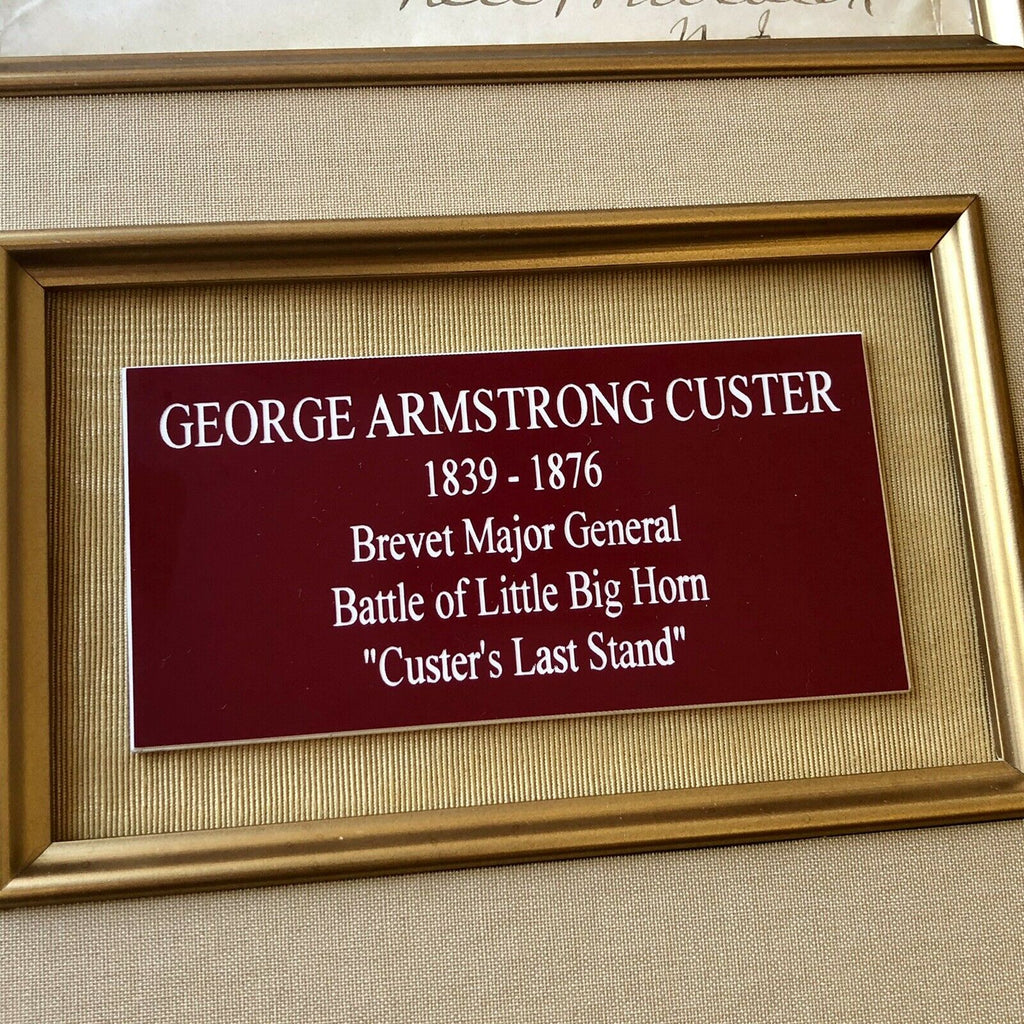 GEORGE ARMSTRONG CUSTER
1839 - 1876
Brevet Major General
Battle of Little Big Horn
"Custer's Last Stand"